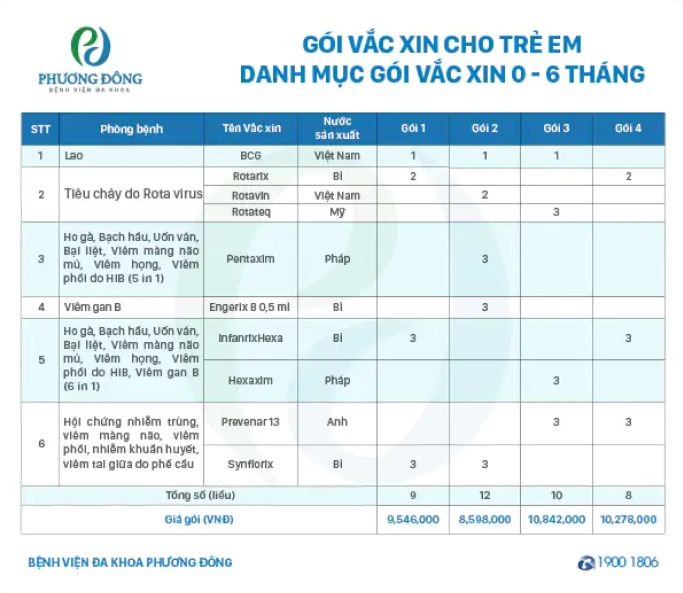 PHƯƠNG ĐÔNG
BỆNH VIỆN ĐA KHOA
GÓI VẮC XIN CHO TRẺ EM
DANH MỤC GÓI VẮC XIN 0 - 6 THÁNG
STT Phòng bệnh Tên Vắc xin Nước sản xuất Gói 1 Gói 2 Gói 3 Gói 4
1 Lao BCG Việt Nam 1 1 1
2 Tiêu chảy do Rota virus Rotarix Bỉ 2 2
Rotavin Việt Nam 2
Rotateq Mỹ 3
3 Ho gà, Bạch hầu, Uốn ván,
Bại liệt, Viêm màng não
mủ, Viêm họng, Viêm
phổi do HIB (5 in 1)
Pentaxim Pháp 3
4 Viêm gan B Engerix B 0,5 ml Bỉ 3
5 Ho gà, Bạch hầu, Uốn ván,
Bại liệt, Viêm màng não
mủ, Viêm họng, Viêm
phổi do HIB, Viêm gan B
(6 in 1)
InfanrixHexa Bỉ 3 3
Hexaxim Pháp 3
6 Hội chứng nhiễm trùng,
viêm màng não, viêm
phổi, nhiễm khuẩn huyết,
viêm tai giữa do phế cầu
Prevenar 13 Anh 3 3
Synflorix Bỉ 3 3
Tổng số (liều) 9 12 10 8
Giá gói (VNĐ) 9,546,000 8,598,000 10,842,000 10,278,000
BỆNH VIỆN ĐA KHOA PHƯƠNG ĐÔNG
1900 1806